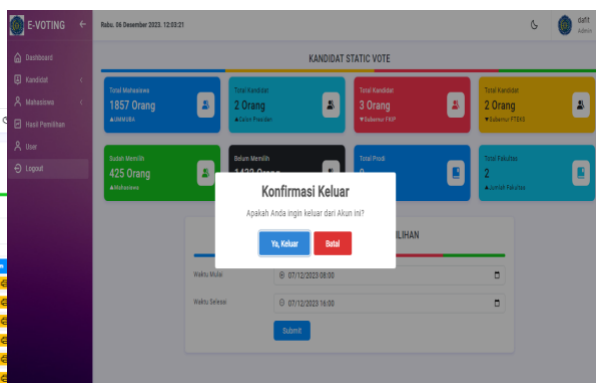 E-VOTING
Rabu. 06 Desember 2023. 12:03:21
dafit
Admin
Dashboard
Kandidat
Mahasiswa
Hasil Pemilihan
User
Logout
KANDIDAT STATIC VOTE
Total Mahasiswa
1857 Orang
UMMUBA
Total Kandidat
2 Orang
Calon Presiden
Total Kandidat
3 Orang
Gubernur FKIP
Total Kandidat
2 Orang
Gubernur
Sudah Memilih
425 Orang
Mahasiswa
Belum Memilih
Orang
Total Prodi
Total Fakultas
2
Jumlah Fakultas
Konfirmasi Keluar
Apakah Anda ingin keluar dari Akun ini?
Ya, Keluar
Batal
ILIHAN
Waktu Mulai
07/12/2023 08:00
Waktu Selesai
07/12/2023 16:00
Submit